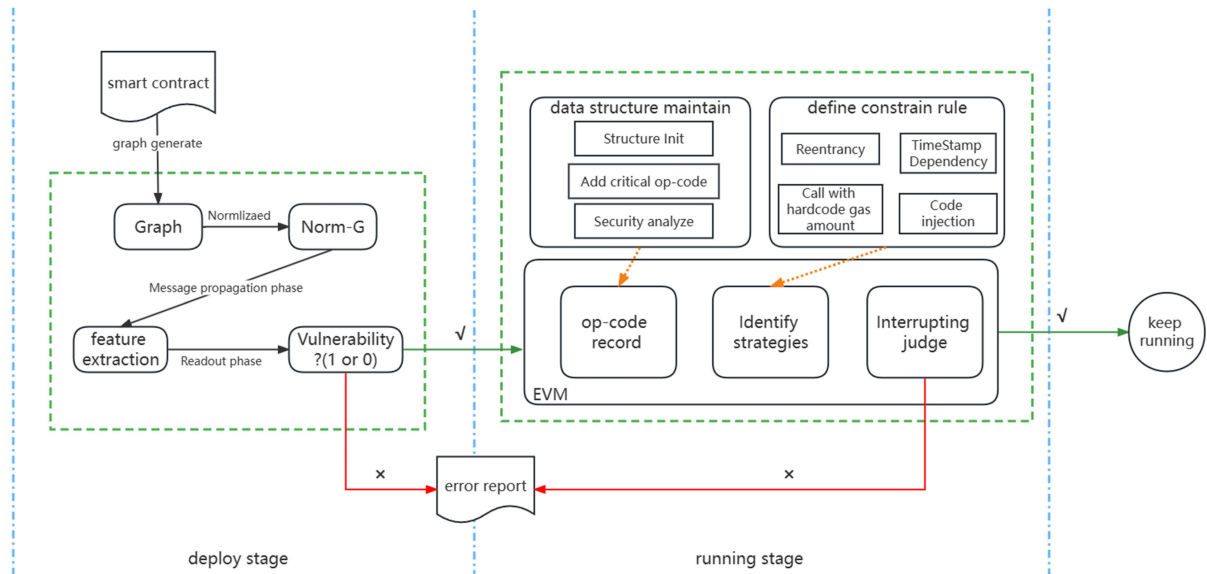 smart contract
graph generate
Graph
Normlizaed
Norm-G
Message propagation phase
feature
extraction
Readout phase
Vulnerability
?(1 or 0)
√
×
error report
deploy stage
data structure maintain
Structure Init
Add critical op-code
Security analyze
define constrain rule
Reentrancy
TimeStamp
Dependency
Call with
hardcode gas
amount
Code
injection
op-code
record
Identify
strategies
Interrupting
judge
EVM
×
running stage
√
keep
running